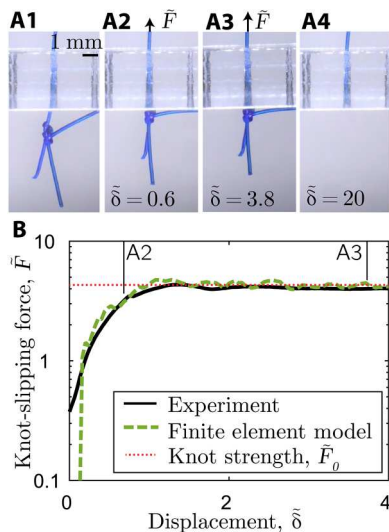 A1 A2 F̃ A3 F̃ A4
1 mm
δ̃ = 0.6 δ̃ = 3.8 δ̃ = 20
B
10
A2 A3
1
0.1
Knot-slipping force, F̃
Experiment
Finite element model
Knot strength, F̃₀
0 2 4
Displacement, δ̃